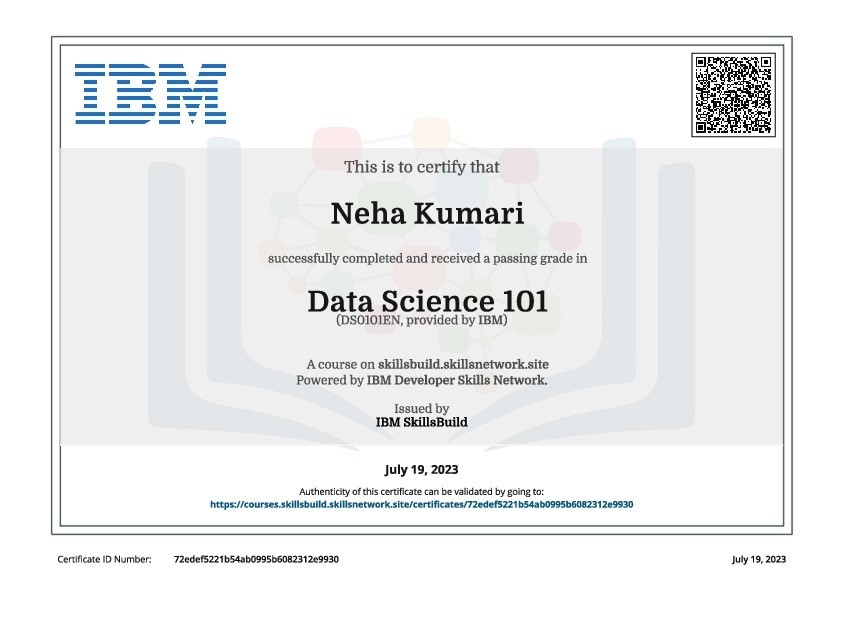 IBM
This is to certify that
Neha Kumari
successfully completed and received a passing grade in
Data Science 101
(DS0101EN, provided by IBM)
A course on skillsbuild.skillsnetwork.site
Powered by IBM Developer Skills Network.
Issued by
IBM SkillsBuild
July 19, 2023
Authenticity of this certificate can be validated by going to:
https://courses.skillsbuild.skillsnetwork.site/certificates/72edef5221b54ab0995b6082312e9930
Certificate ID Number: 72edef5221b54ab0995b6082312e9930 July 19, 2023